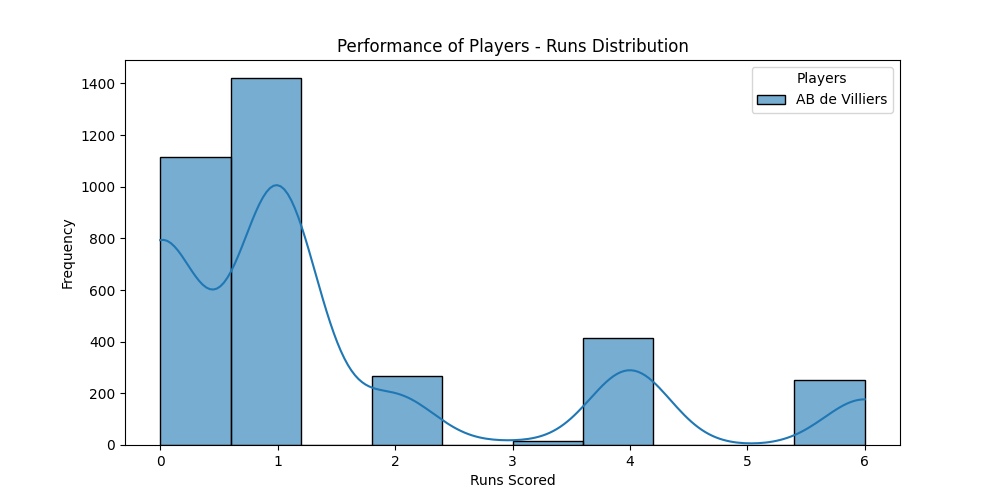 Performance of Players - Runs Distribution
Players
AB de Villiers
1400
1200
1000
800
600
400
200
0
Frequency
0 1 2 3 4 5 6
Runs Scored